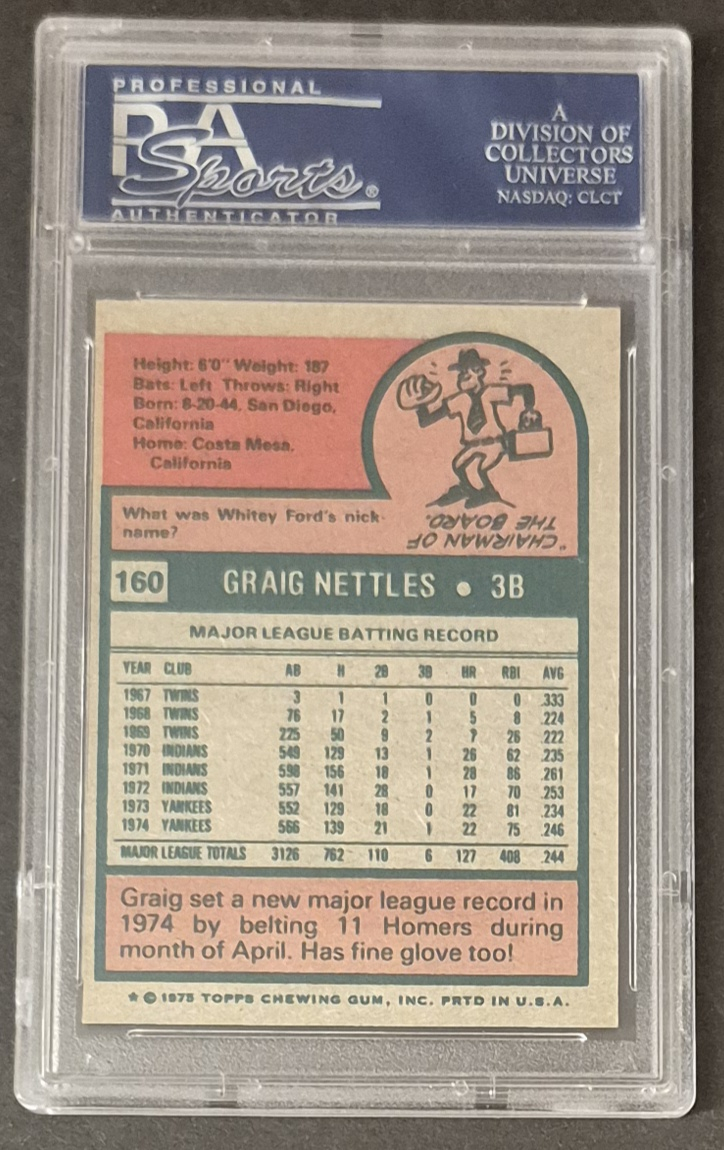 PROFESSIONAL
PSA
Sports®
AUTHENTICATOR
A
DIVISION OF
COLLECTORS
UNIVERSE
NASDAQ: CLCT
Height: 6'0" Weight: 187
Bats: Left Throws: Right
Born: 8-20-44, San Diego,
California
Home: Costa Mesa,
California
What was Whitey Ford's nick-
name?
"CHAIRMAN OF
THE BOARD.
160 GRAIG NETTLES • 3B
MAJOR LEAGUE BATTING RECORD
YEAR CLUB AB H 2B 3B HR RBI AVG
1967 TWINS 3 1 1 0 0 0 .333
1968 TWINS 76 17 2 1 5 8 .224
1969 TWINS 225 50 9 2 7 26 .222
1970 INDIANS 549 129 13 1 26 62 .235
1971 INDIANS 598 156 18 1 28 86 .261
1972 INDIANS 557 141 28 0 17 70 .253
1973 YANKEES 552 129 18 0 22 81 .234
1974 YANKEES 566 139 21 1 22 75 .246
MAJOR LEAGUE TOTALS 3126 762 110 6 127 408 .244
Graig set a new major league record in
1974 by belting 11 Homers during
month of April. Has fine glove too!
★ © 1975 TOPPS CHEWING GUM, INC. PRTD IN U.S.A.